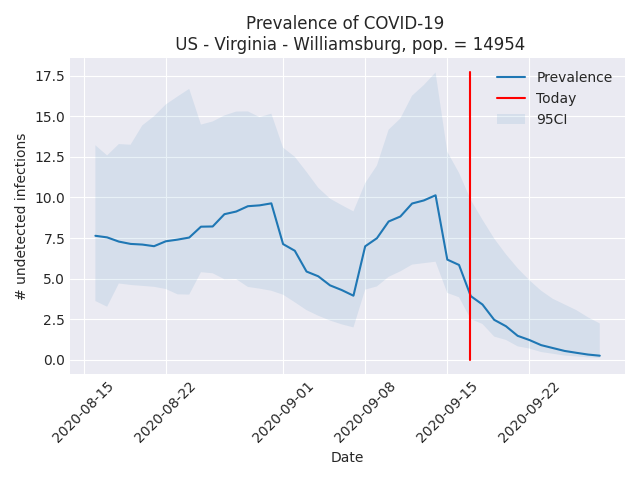 Prevalence of COVID-19
US - Virginia - Williamsburg, pop. = 14954
17.5
15.0
12.5
10.0
7.5
5.0
2.5
0.0
# undetected infections
Prevalence
Today
95CI
2020-08-15
2020-08-22
2020-09-01
2020-09-08
2020-09-15
2020-09-22
Date